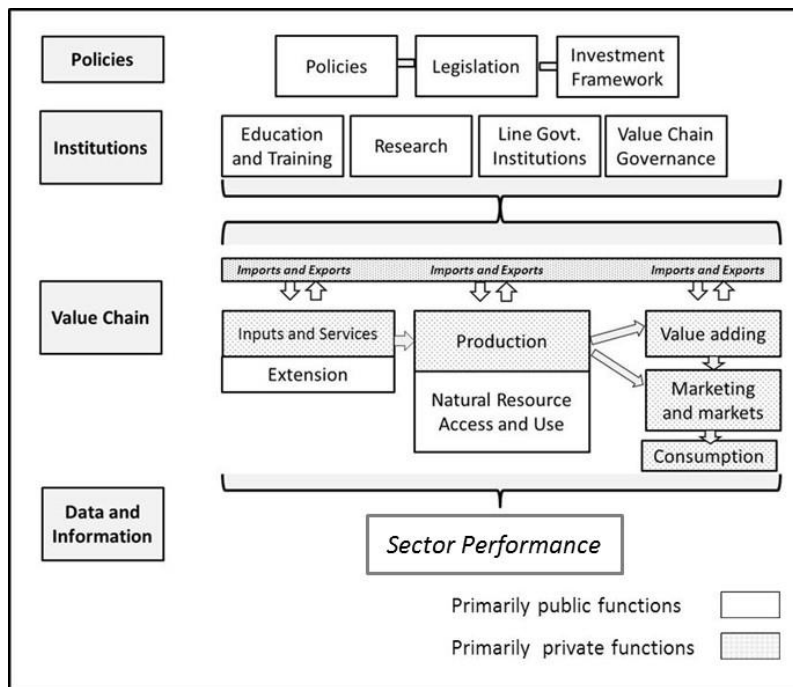 Policies
Policies
Legislation
Investment
Framework
Institutions
Education
and Training
Research
Line Govt.
Institutions
Value Chain
Governance
Imports and Exports
Imports and Exports
Imports and Exports
Value Chain
Inputs and Services
Extension
Production
Natural Resource
Access and Use
Value adding
Marketing
and markets
Consumption
Data and
Information
Sector Performance
Primarily public functions
Primarily private functions